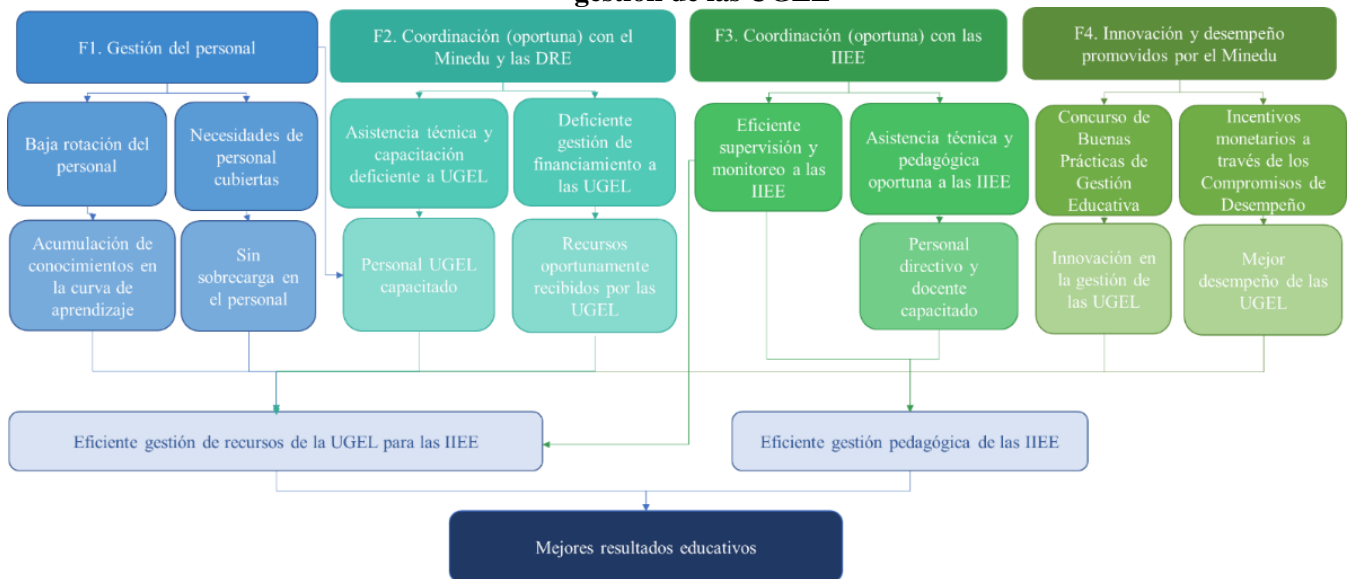 gestión de las UGEL
F1. Gestión del personal
F2. Coordinación (oportuna) con el
Minedu y las DRE
F3. Coordinación (oportuna) con las
IIEE
F4. Innovación y desempeño
promovidos por el Minedu
Baja rotación del
personal
Necesidades de
personal
cubiertas
Asistencia técnica y
capacitación
deficiente a UGEL
Deficiente
gestión de
financiamiento a
las UGEL
Eficiente
supervisión y
monitoreo a las
IIEE
Asistencia técnica y
pedagógica
oportuna a las IIEE
Concurso de
Buenas
Prácticas de
Gestión
Educativa
Incentivos
monetarios a
través de los
Compromisos de
Desempeño
Acumulación de
conocimientos en
la curva de
aprendizaje
Sin
sobrecarga en
el personal
Personal UGEL
capacitado
Recursos
oportunamente
recibidos por las
UGEL
Personal
directivo y
docente
capacitado
Innovación en
la gestión de
las UGEL
Mejor
desempeño de las
UGEL
Eficiente gestión de recursos de la UGEL para las IIEE
Eficiente gestión pedagógica de las IIEE
Mejores resultados educativos